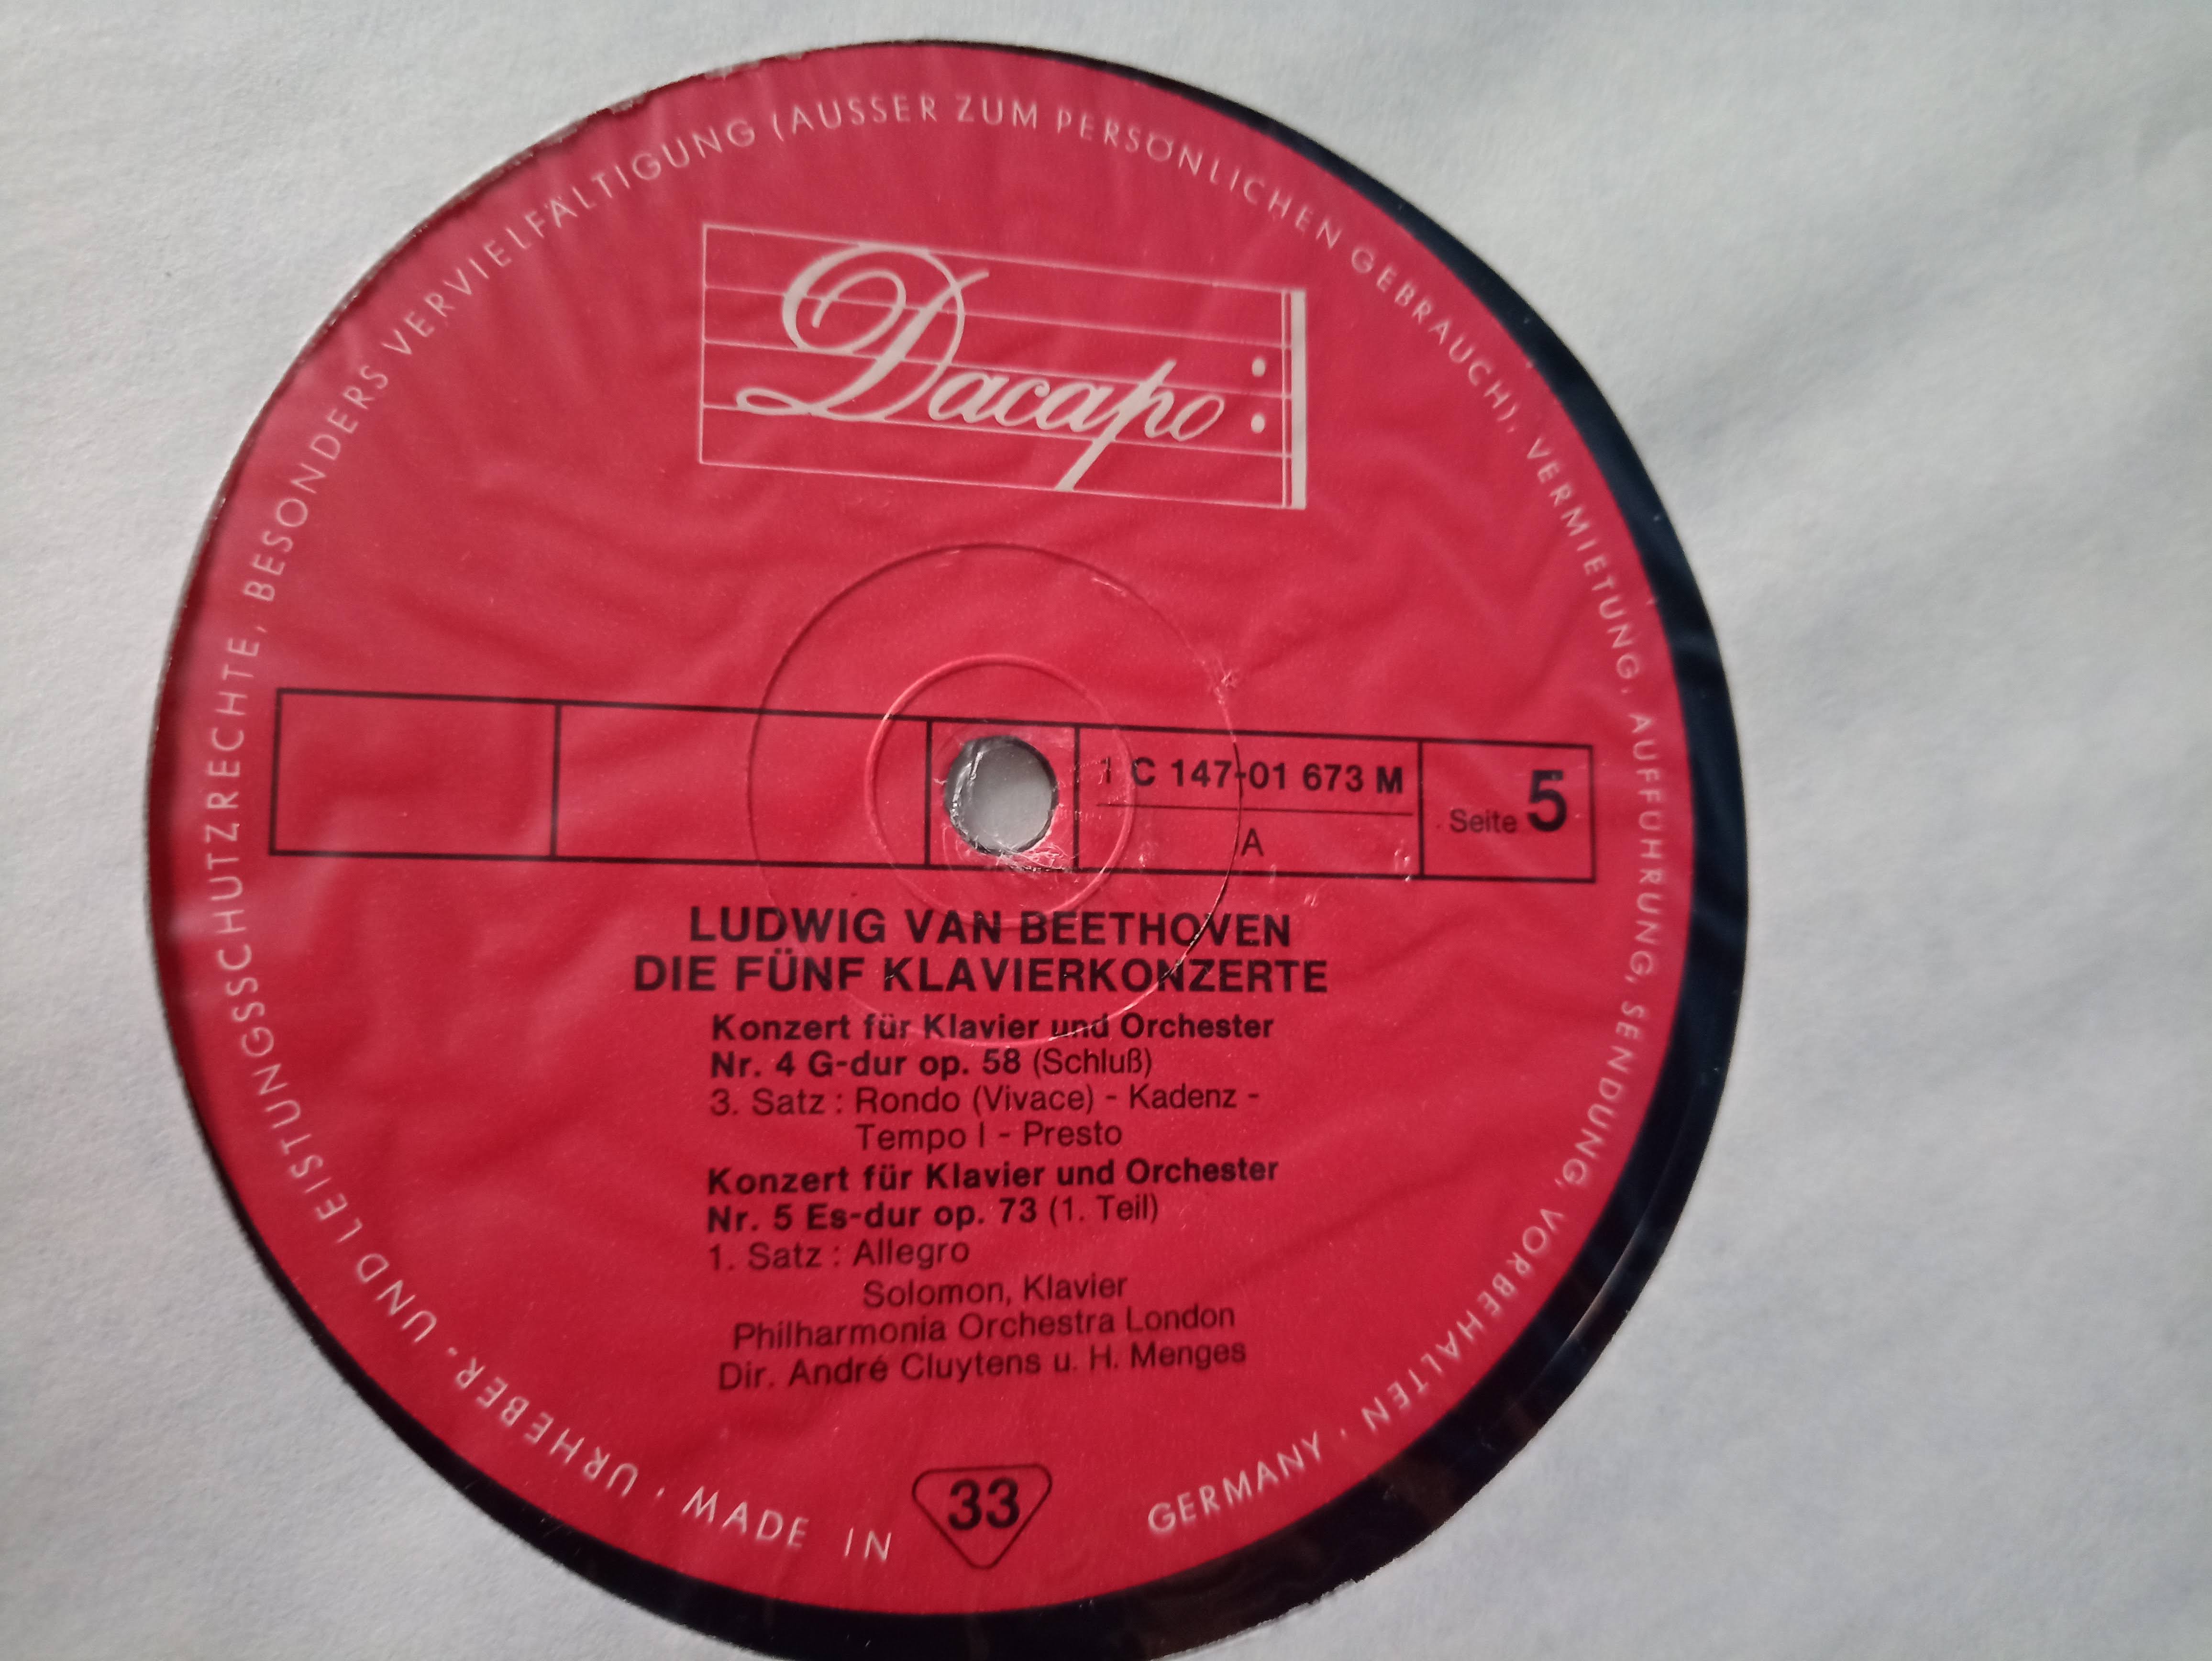 URHEBER- UND LEISTUNGSSCHUTZRECHTE, BESONDERS VERVIELFÄLTIGUNG (AUSSER ZUM PERSÖNLICHEN GEBRAUCH), VERMIETUNG, AUFFÜHRUNG, SENDUNG, VORBEHALTEN ·
Dacapo
1 C 147-01 673 M
A
Seite 5
LUDWIG VAN BEETHOVEN
DIE FÜNF KLAVIERKONZERTE
Konzert für Klavier und Orchester
Nr. 4 G-dur op. 58 (Schluß)
3. Satz : Rondo (Vivace) - Kadenz -
Tempo I - Presto
Konzert für Klavier und Orchester
Nr. 5 Es-dur op. 73 (1. Teil)
1. Satz : Allegro
Solomon, Klavier
Philharmonia Orchestra London
Dir. André Cluytens u. H. Menges
33
· MADE IN GERMANY ·